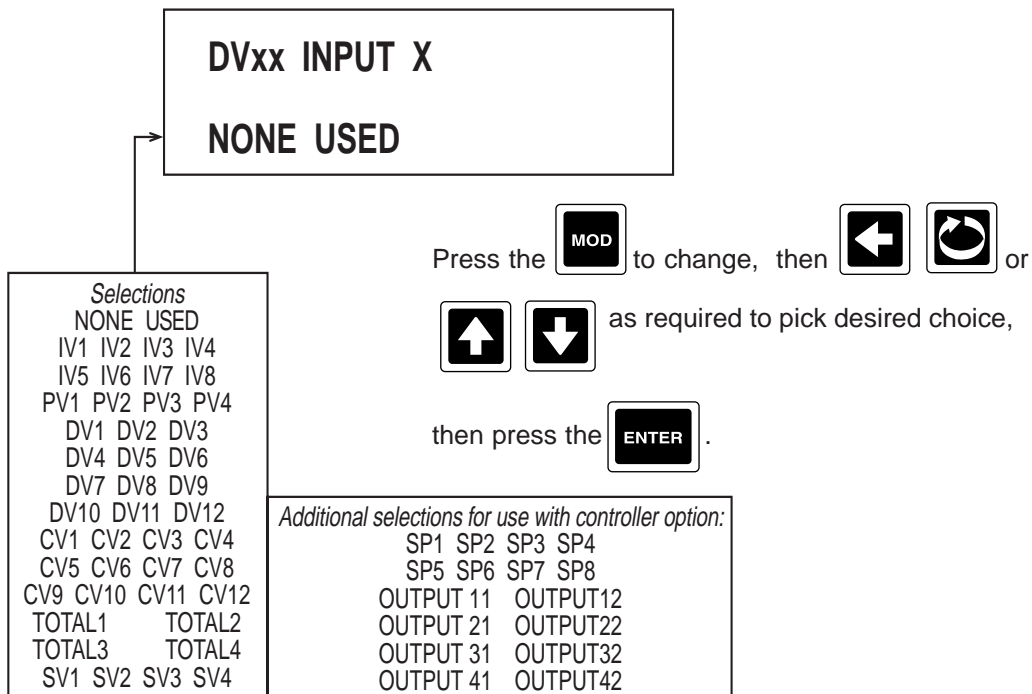 DVxx INPUT X
NONE USED
Press the MOD to change, then or
as required to pick desired choice,
then press the ENTER .
Selections
NONE USED
IV1 IV2 IV3 IV4
IV5 IV6 IV7 IV8
PV1 PV2 PV3 PV4
DV1 DV2 DV3
DV4 DV5 DV6
DV7 DV8 DV9
DV10 DV11 DV12
CV1 CV2 CV3 CV4
CV5 CV6 CV7 CV8
CV9 CV10 CV11 CV12
TOTAL1 TOTAL2
TOTAL3 TOTAL4
SV1 SV2 SV3 SV4
Additional selections for use with controller option:
SP1 SP2 SP3 SP4
SP5 SP6 SP7 SP8
OUTPUT 11 OUTPUT12
OUTPUT 21 OUTPUT22
OUTPUT 31 OUTPUT32
OUTPUT 41 OUTPUT42